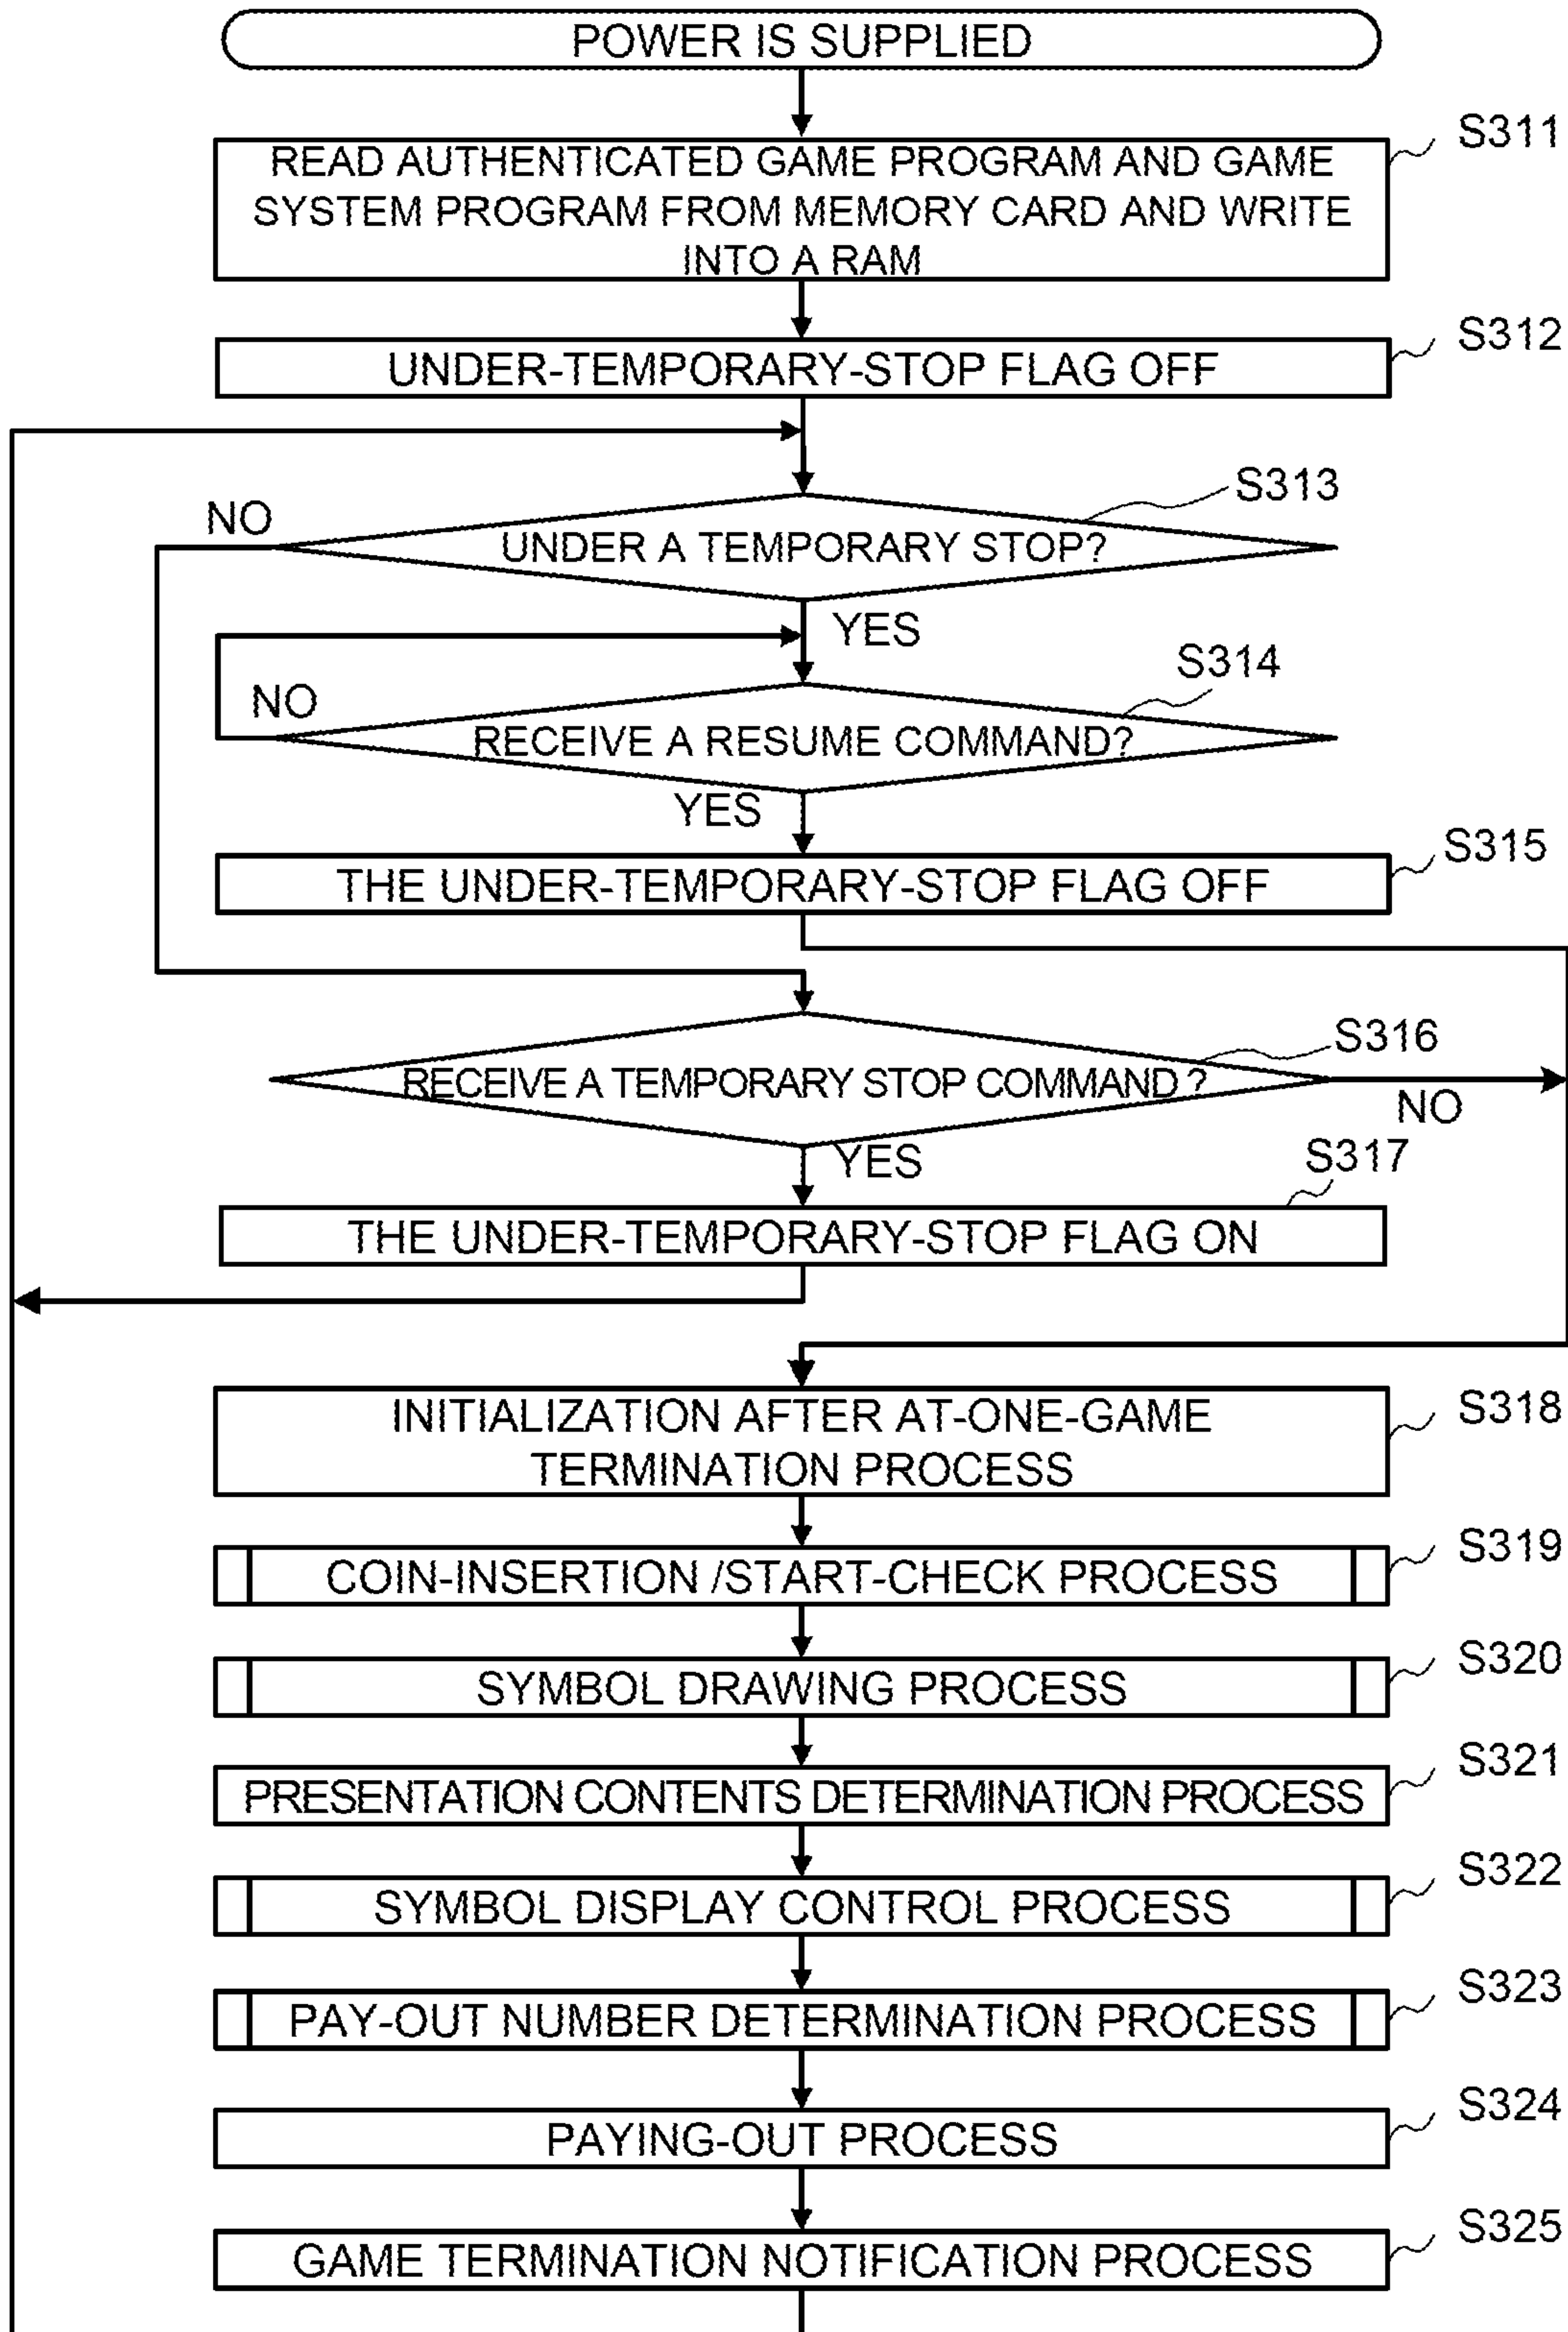 POWER IS SUPPLIED
S311
READ AUTHENTICATED GAME PROGRAM AND GAME
SYSTEM PROGRAM FROM MEMORY CARD AND WRITE
INTO A RAM
S312
UNDER-TEMPORARY-STOP FLAG OFF
S313
NO
UNDER A TEMPORARY STOP?
YES
S314
NO
RECEIVE A RESUME COMMAND?
YES
S315
THE UNDER-TEMPORARY-STOP FLAG OFF
S316
RECEIVE A TEMPORARY STOP COMMAND ?
NO
YES
S317
THE UNDER-TEMPORARY-STOP FLAG ON
S318
INITIALIZATION AFTER AT-ONE-GAME
TERMINATION PROCESS
S319
COIN-INSERTION /START-CHECK PROCESS
S320
SYMBOL DRAWING PROCESS
S321
PRESENTATION CONTENTS DETERMINATION PROCESS
S322
SYMBOL DISPLAY CONTROL PROCESS
S323
PAY-OUT NUMBER DETERMINATION PROCESS
S324
PAYING-OUT PROCESS
S325
GAME TERMINATION NOTIFICATION PROCESS